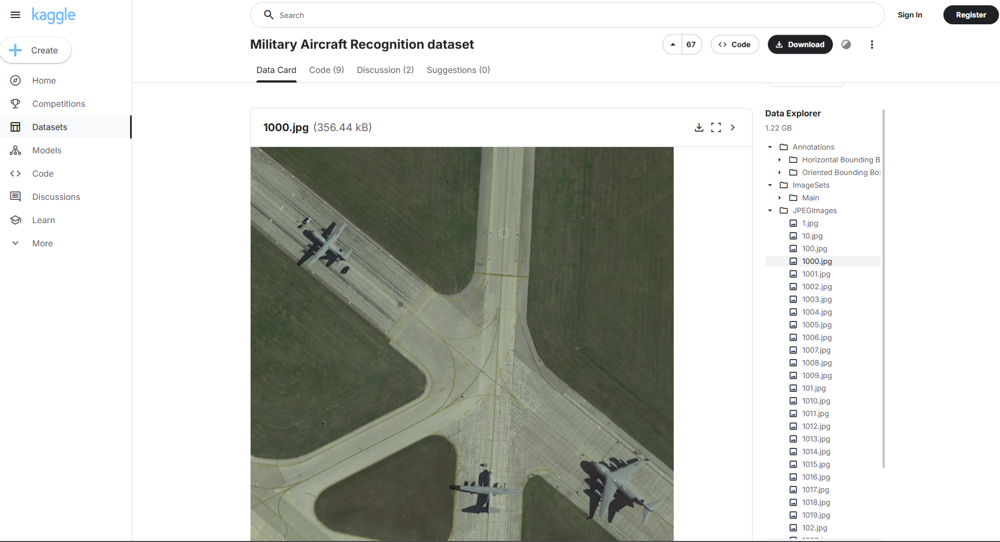 kaggle
Search
Sign In
Register
Create
Home
Competitions
Datasets
Models
Code
Discussions
Learn
More
Military Aircraft Recognition dataset
67
Code
Download
Data Card
Code (9)
Discussion (2)
Suggestions (0)
1000.jpg (356.44 kB)
Data Explorer
1.22 GB
Annotations
Horizontal Bounding B
Oriented Bounding Bo
ImageSets
Main
JPEGImages
1.jpg
10.jpg
100.jpg
1000.jpg
1001.jpg
1002.jpg
1003.jpg
1004.jpg
1005.jpg
1006.jpg
1007.jpg
1008.jpg
1009.jpg
101.jpg
1010.jpg
1011.jpg
1012.jpg
1013.jpg
1014.jpg
1015.jpg
1016.jpg
1017.jpg
1018.jpg
1019.jpg
102.jpg